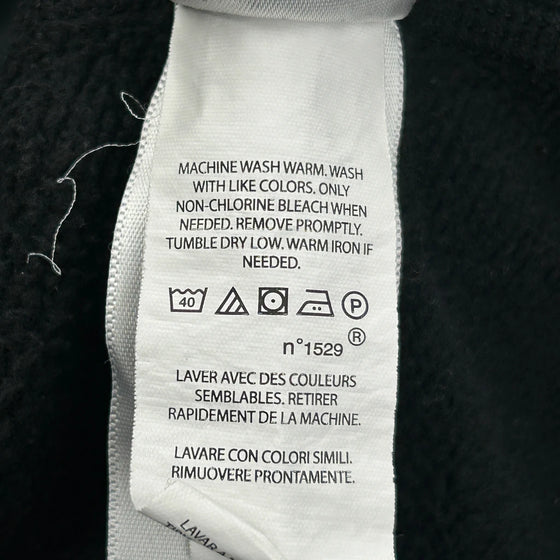 MACHINE WASH WARM. WASH
WITH LIKE COLORS. ONLY
NON-CHLORINE BLEACH WHEN
NEEDED. REMOVE PROMPTLY.
TUMBLE DRY LOW. WARM IRON IF
NEEDED.
40 P
n°1529 ®
LAVER AVEC DES COULEURS
SEMBLABLES. RETIRER
RAPIDEMENT DE LA MACHINE.
LAVARE CON COLORI SIMILI.
RIMUOVERE PRONTAMENTE.